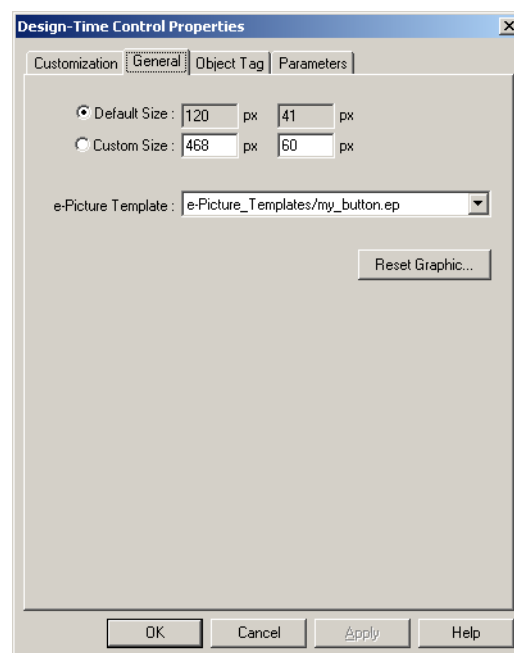 Design-Time Control Properties
Customization General Object Tag Parameters
Default Size : 120 px 41 px
Custom Size : 468 px 60 px
e-Picture Template : e-Picture_Templates/my_button.ep
Reset Graphic...
OK Cancel Apply Help